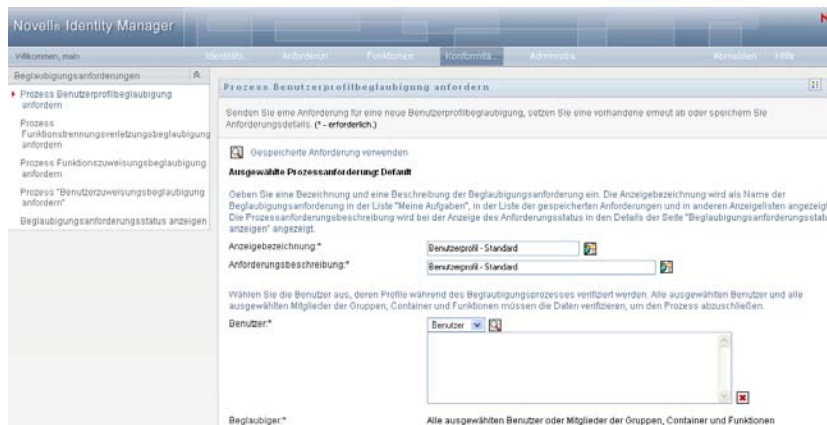 Novell® Identity Manager
N
Willkommen, main
Identitäts...
Anforderun...
Funktionen
Konformitä...
Administra...
Abmelden
Hilfe
Beglaubigungsanforderungen
Prozess Benutzerprofilbeglaubigung
anfordern
Prozess
Funktionstrennungsverletzungsbeglaubigung
anfordern
Prozess Funktionszuweisungsbeglaubigung
anfordern
Prozess "Benutzerzuweisungsbeglaubigung
anfordern"
Beglaubigungsanforderungsstatus anzeigen
Prozess Benutzerprofilbeglaubigung anfordern
Senden Sie eine Anforderung für eine neue Benutzerprofilbeglaubigung, setzen Sie eine vorhandene erneut ab oder speichern Sie
Anforderungsdetails. (* - erforderlich.)
Gespeicherte Anforderung verwenden
Ausgewählte Prozessanforderung: Default
Geben Sie eine Bezeichnung und eine Beschreibung der Beglaubigungsanforderung ein. Die Anzeigebezeichnung wird als Name der
Beglaubigungsanforderung in der Liste "Meine Aufgaben", in der Liste der gespeicherten Anforderungen und in anderen Anzeigelisten angezeigt
Die Prozessanforderungsbeschreibung wird bei der Anzeige des Anforderungsstatus in den Details der Seite "Beglaubigungsanforderungsstatu
anzeigen" angezeigt.
Anzeigebezeichnung:*
Benutzerprofil - Standard
Anforderungsbeschreibung:*
Benutzerprofil - Standard
Wählen Sie die Benutzer aus, deren Profile während des Beglaubigungsprozesses verifiziert werden. Alle ausgewählten Benutzer und alle
ausgewählten Mitglieder der Gruppen, Container und Funktionen müssen die Daten verifizieren, um den Prozess abzuschließen.
Benutzer:*
Benutzer
Beglaubiger:*
Alle ausgewählten Benutzer oder Mitglieder der Gruppen, Container und Funktionen